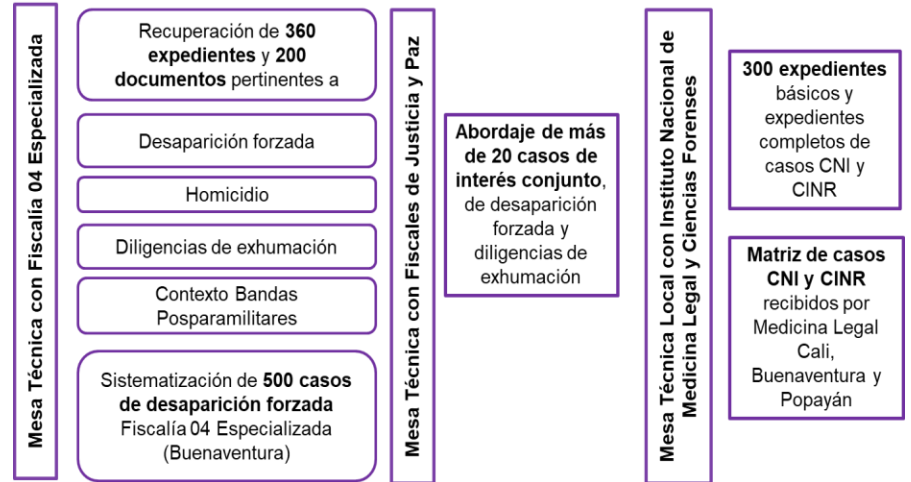 Mesa Técnica con Fiscalía 04 Especializada
Recuperación de 360
expedientes y 200
documentos pertinentes a
Desaparición forzada
Homicidio
Diligencias de exhumación
Contexto Bandas
Posparamilitares
Sistematización de 500 casos
de desaparición forzada
Fiscalía 04 Especializada
(Buenaventura)
Mesa Técnica con Fiscales de Justicia y Paz
Abordaje de más
de 20 casos de
interés conjunto,
de desaparición
forzada y
diligencias de
exhumación
Mesa Técnica Local con Instituto Nacional de
Medicina Legal y Ciencias Forenses
300 expedientes
básicos y
expedientes
completos de
casos CNI y
CINR
Matriz de casos
CNI y CINR
recibidos por
Medicina Legal
Cali,
Buenaventura y
Popayán